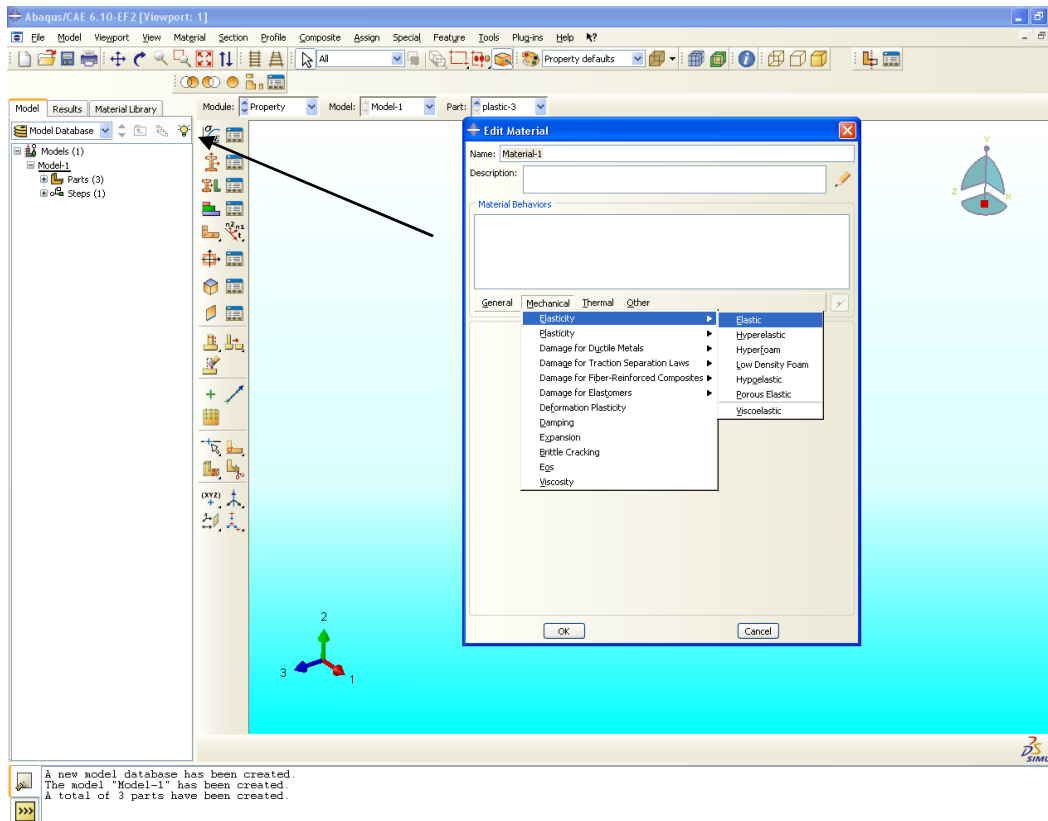 Abaqus/CAE 6.10-EF2 [Viewport: 1]
File Model Viewport View Material Section Profile Composite Assign Special Feature Tools Plug-ins Help
All Property defaults
Model Results Material Library Module: Property Model: Model-1 Part: plastic-3
Model Database
Models (1)
Model-1
Parts (3)
Steps (1)
Edit Material
Name: Material-1
Description:
Material Behaviors
General Mechanical Thermal Other
Elasticity
Plasticity
Damage for Ductile Metals
Damage for Traction Separation Laws
Damage for Fiber-Reinforced Composites
Damage for Elastomers
Deformation Plasticity
Damping
Expansion
Brittle Cracking
Eos
Viscosity
Elastic
Hyperelastic
Hyperfoam
Low Density Foam
Hypoelastic
Porous Elastic
Viscoelastic
OK Cancel
Y
Z X
(XYZ)
2
3 1
A new model database has been created.
The model "Model-1" has been created.
A total of 3 parts have been created.
>>>